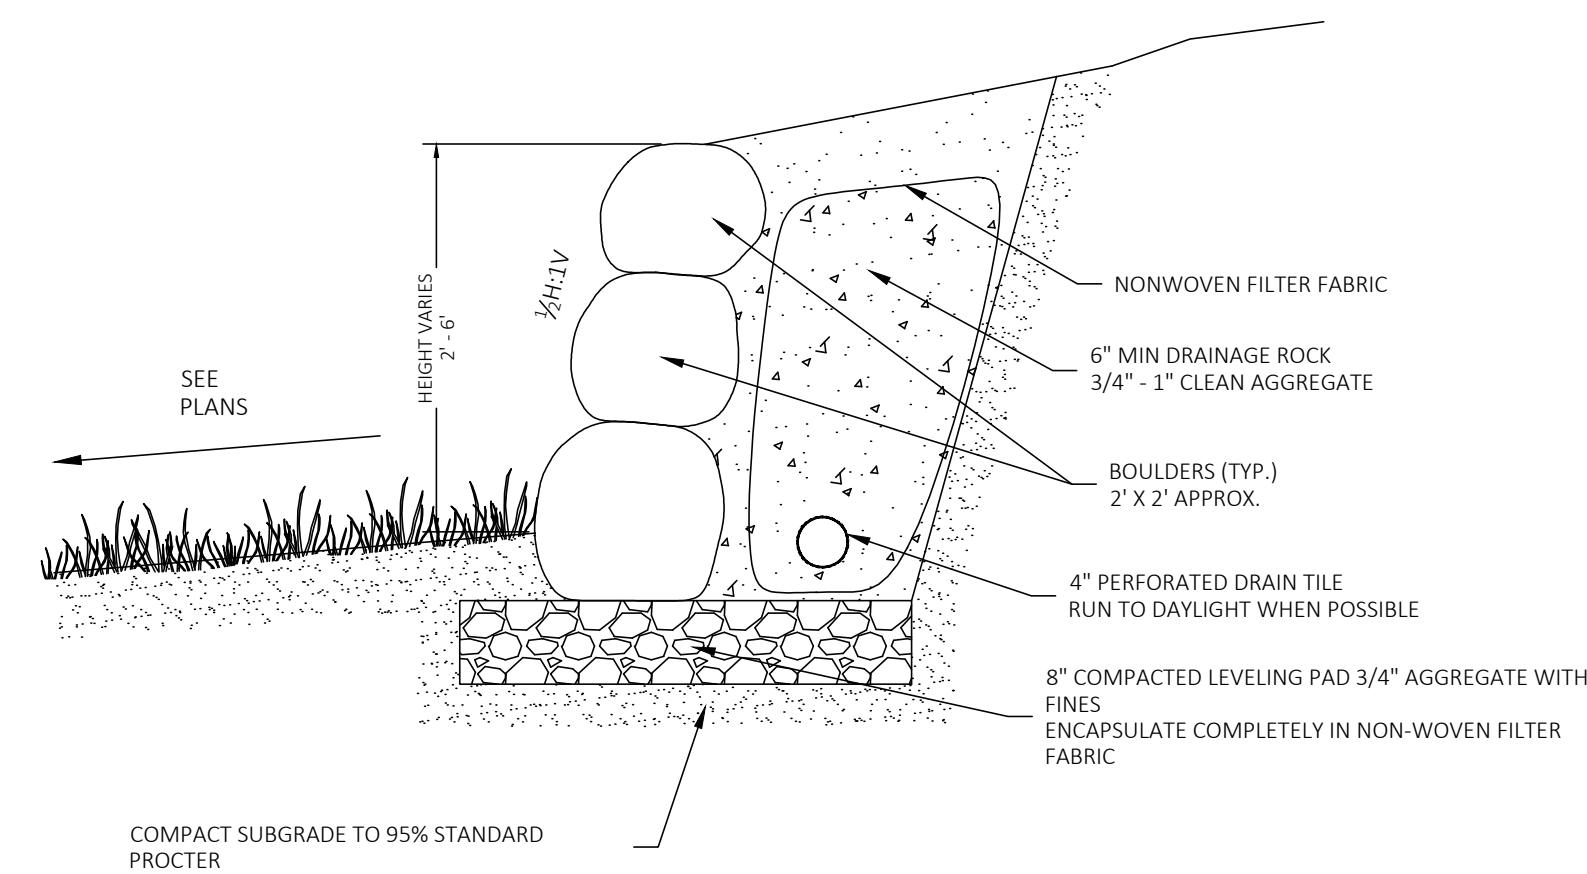 ½H:1V
HEIGHT VARIES
2' - 6'
SEE
PLANS
NONWOVEN FILTER FABRIC
6" MIN DRAINAGE ROCK
3/4" - 1" CLEAN AGGREGATE
BOULDERS (TYP.)
2' X 2' APPROX.
4" PERFORATED DRAIN TILE
RUN TO DAYLIGHT WHEN POSSIBLE
8" COMPACTED LEVELING PAD 3/4" AGGREGATE WITH
FINES
ENCAPSULATE COMPLETELY IN NON-WOVEN FILTER
FABRIC
COMPACT SUBGRADE TO 95% STANDARD
PROCTER